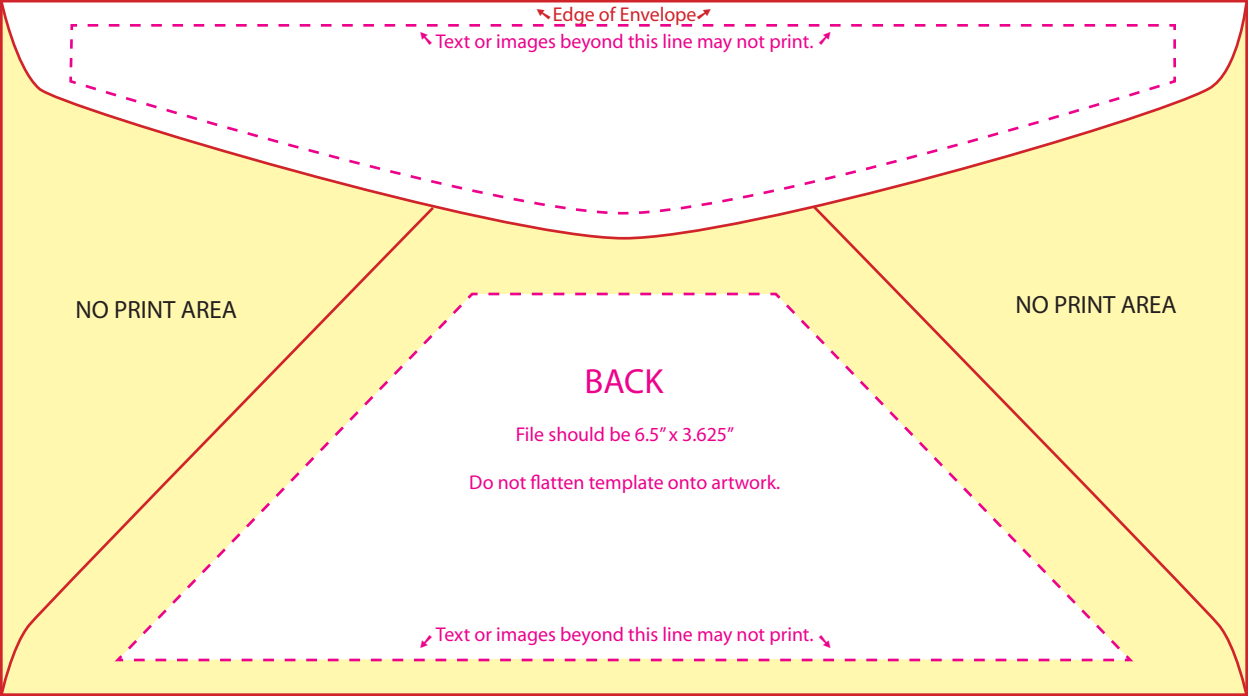 Edge of Envelope
Text or images beyond this line may not print.
NO PRINT AREA
NO PRINT AREA
BACK
File should be 6.5” x 3.625”
Do not flatten template onto artwork.
Text or images beyond this line may not print.